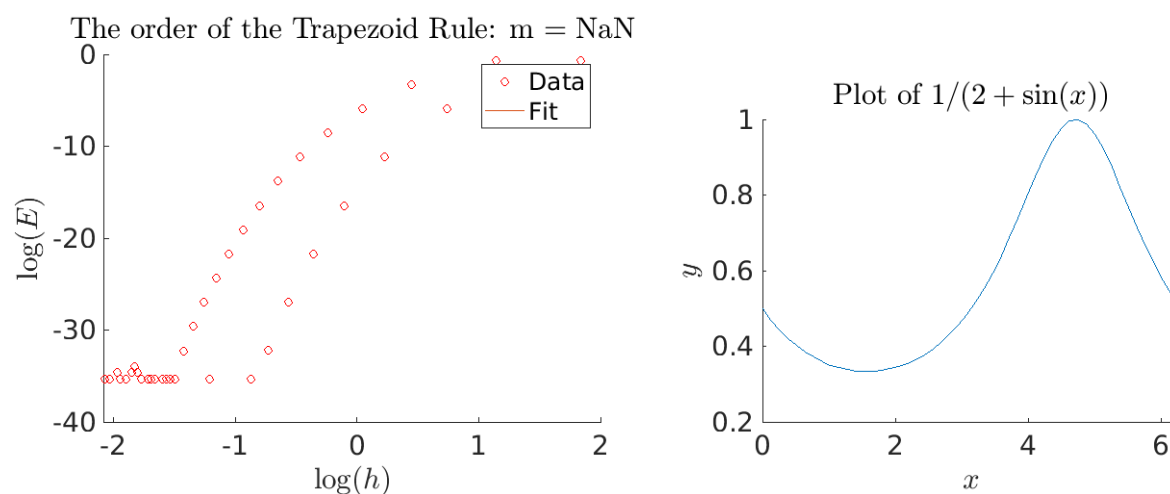 The order of the Trapezoid Rule: m = NaN
0
-10
-20
-30
-40
log(E)
-2
-1
0
1
2
log(h)
Data
Fit
Plot of 1/(2 + sin(x))
1
0.8
0.6
0.4
0.2
y
0
2
4
6
x